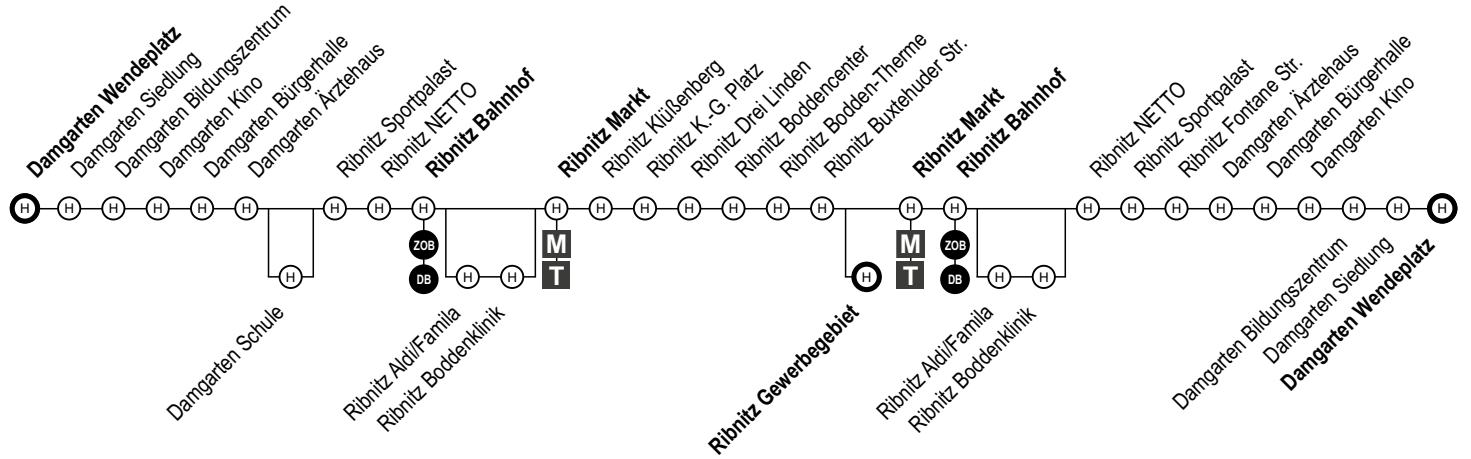 Damgarten Wendeplatz
Damgarten Siedlung
Damgarten Bildungszentrum
Damgarten Kino
Damgarten Bürgerhalle
Damgarten Ärztehaus
Ribnitz Sportpalast
Ribnitz NETTO
Ribnitz Bahnhof
Ribnitz Markt
Ribnitz Klüßenberg
Ribnitz K.-G. Platz
Ribnitz Drei Linden
Ribnitz Boddencenter
Ribnitz Bodden-Therme
Ribnitz Buxtehuder Str.
Ribnitz Markt
Ribnitz Bahnhof
Ribnitz NETTO
Ribnitz Sportpalast
Ribnitz Fontane Str.
Damgarten Ärztehaus
Damgarten Bürgerhalle
Damgarten Kino
H H H H H H H H H H H H H H H H H H H H H H H H H H H H
ZOB M M ZOB
H DB H H T H T DB H H
Damgarten Schule
Ribnitz Aldi/Famila
Ribnitz Boddenklinik
Ribnitz Gewerbegebiet
Ribnitz Aldi/Famila
Ribnitz Boddenklinik
Damgarten Bildungszentrum
Damgarten Siedlung
Damgarten Wendeplatz